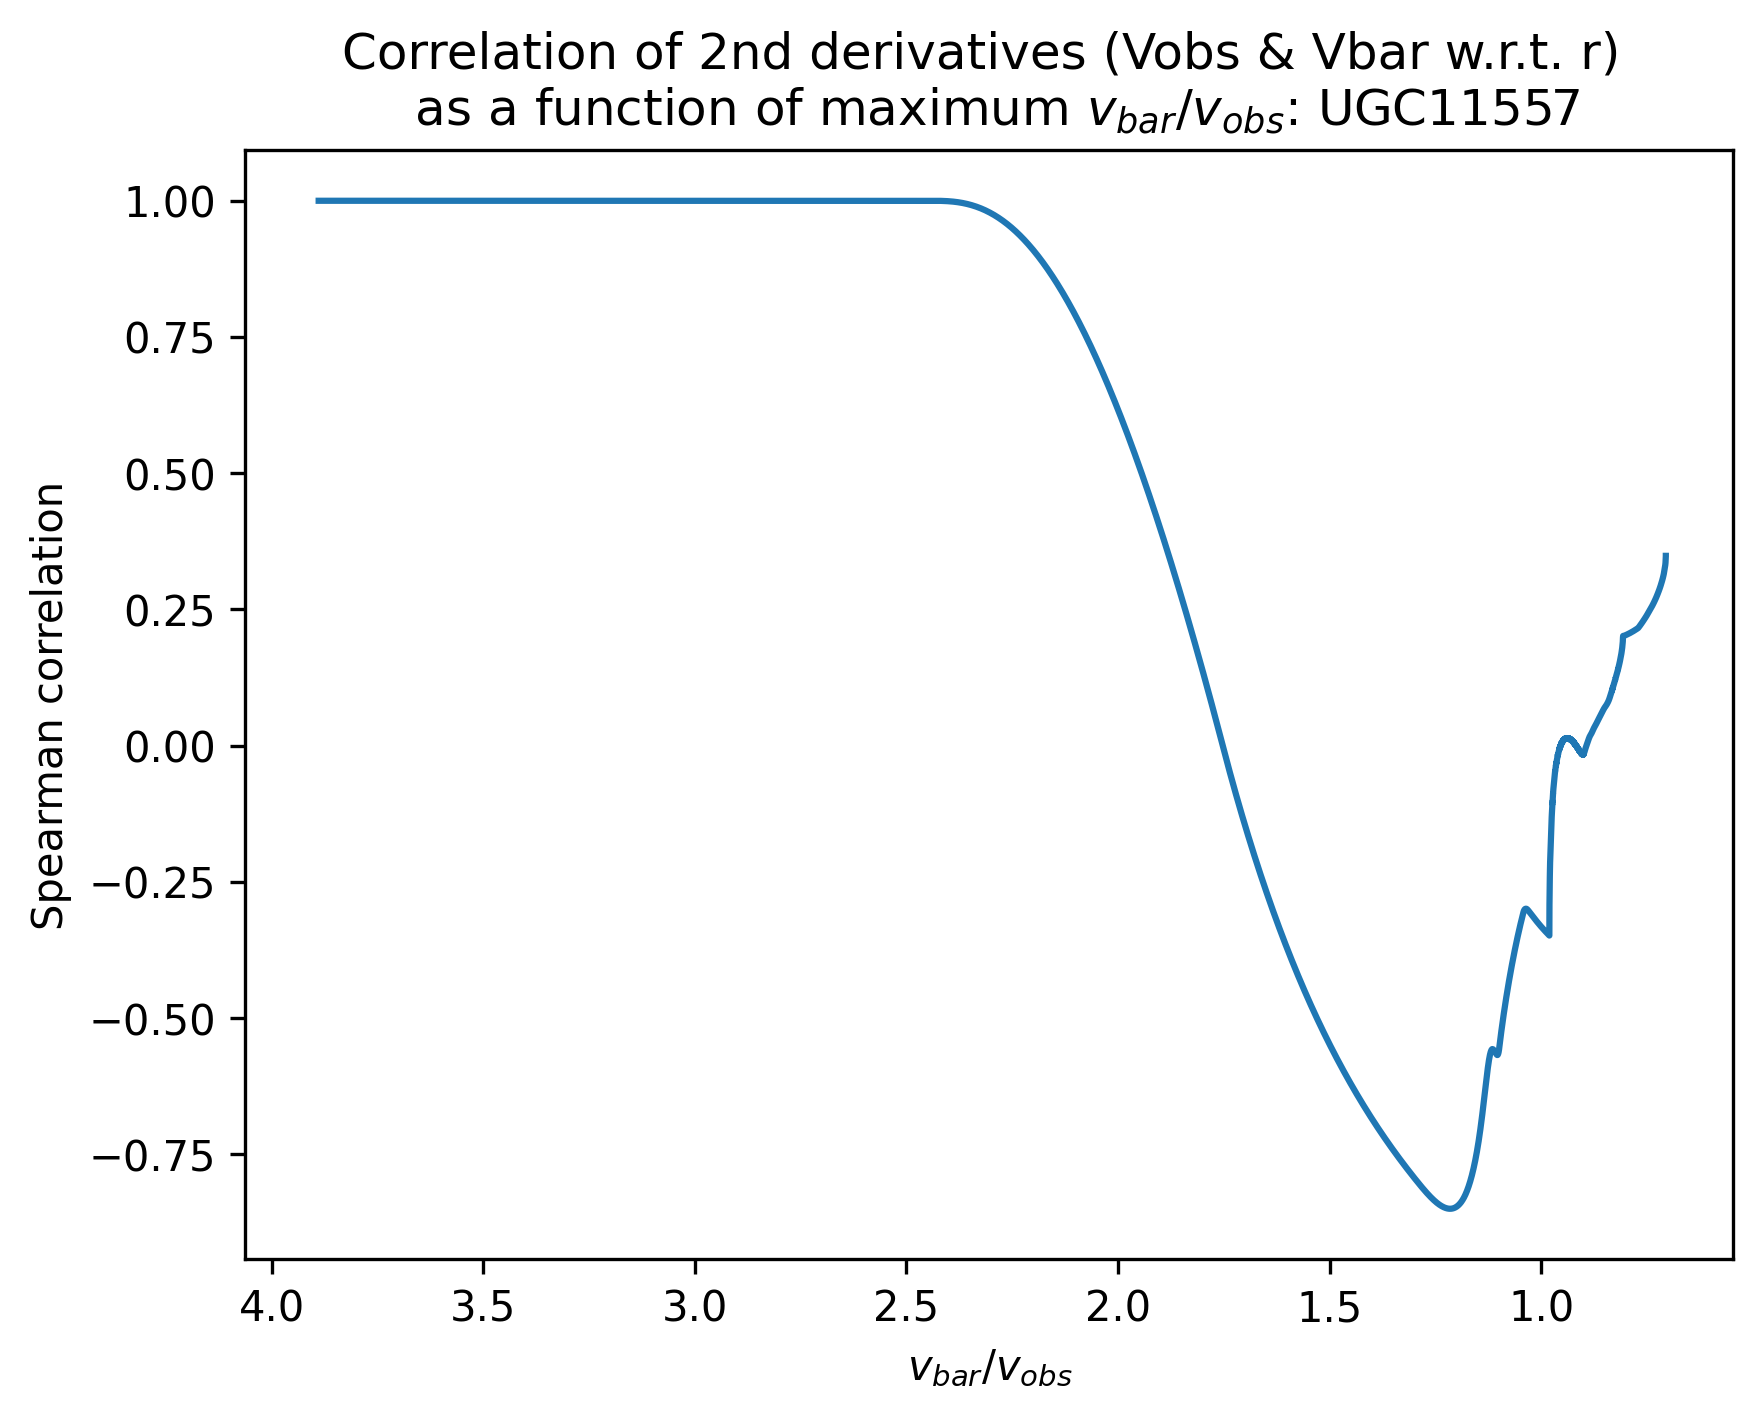 Correlation of 2nd derivatives (Vobs & Vbar w.r.t. r)
as a function of maximum v_bar/v_obs: UGC11557
Spearman correlation
1.00
0.75
0.50
0.25
0.00
−0.25
−0.50
−0.75
4.0 3.5 3.0 2.5 2.0 1.5 1.0
v_bar/v_obs